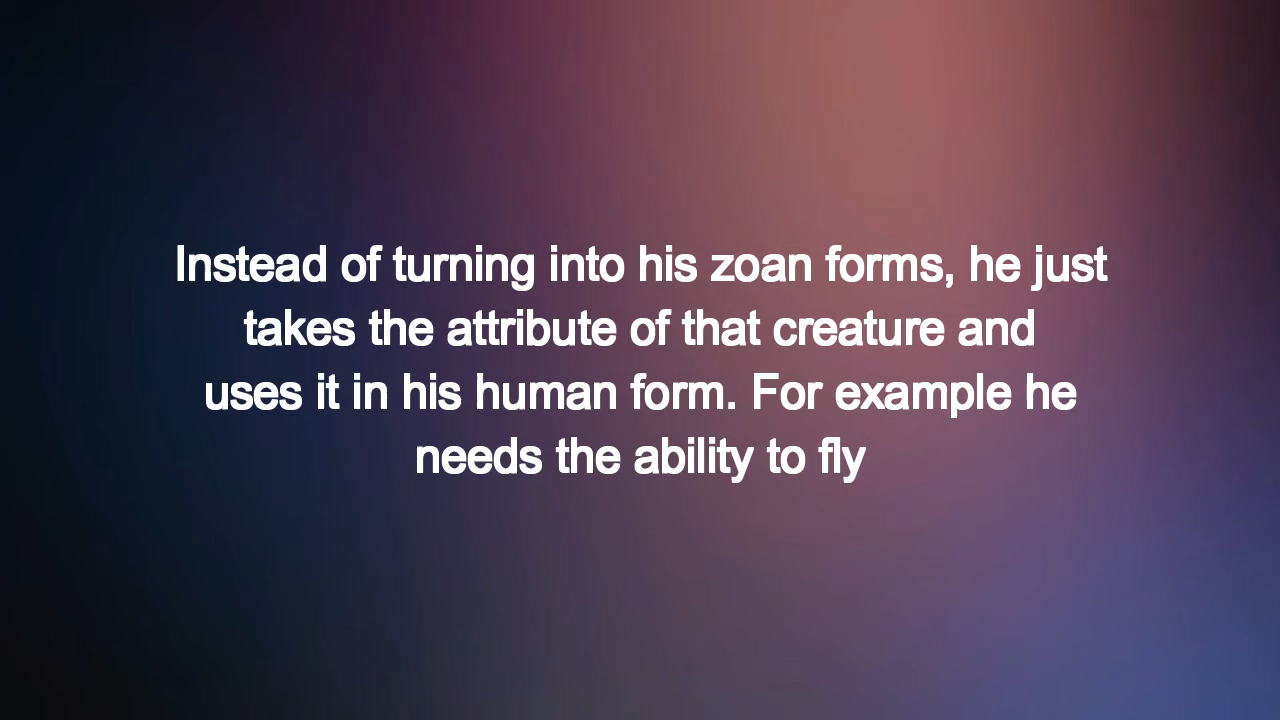 Instead of turning into his zoan forms, he just
takes the attribute of that creature and
uses it in his human form. For example he
needs the ability to fly